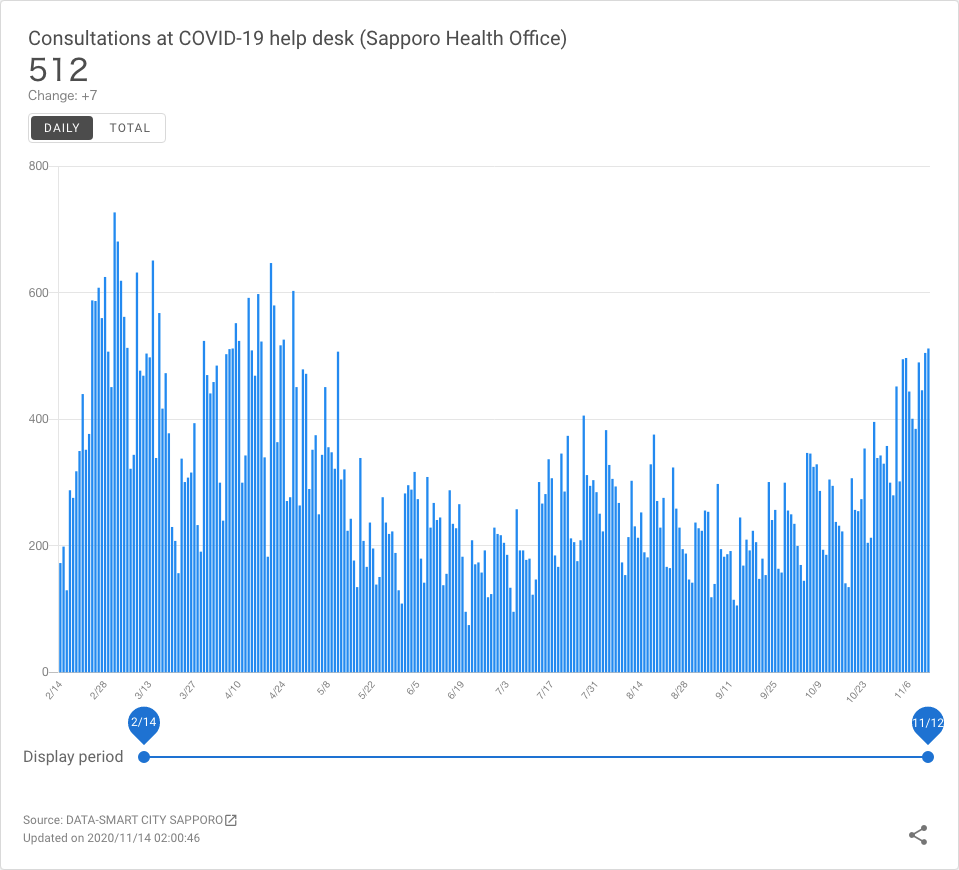 Consultations at COVID-19 help desk (Sapporo Health Office)
512
Change: +7
DAILY TOTAL
800
600
400
200
0
2/14 2/28 3/13 3/27 4/10 4/24 5/8 5/22 6/5 6/19 7/3 7/17 7/31 8/14 8/28 9/11 9/25 10/9 10/23 11/6
2/14 11/12
Display period
Source: DATA-SMART CITY SAPPORO
Updated on 2020/11/14 02:00:46